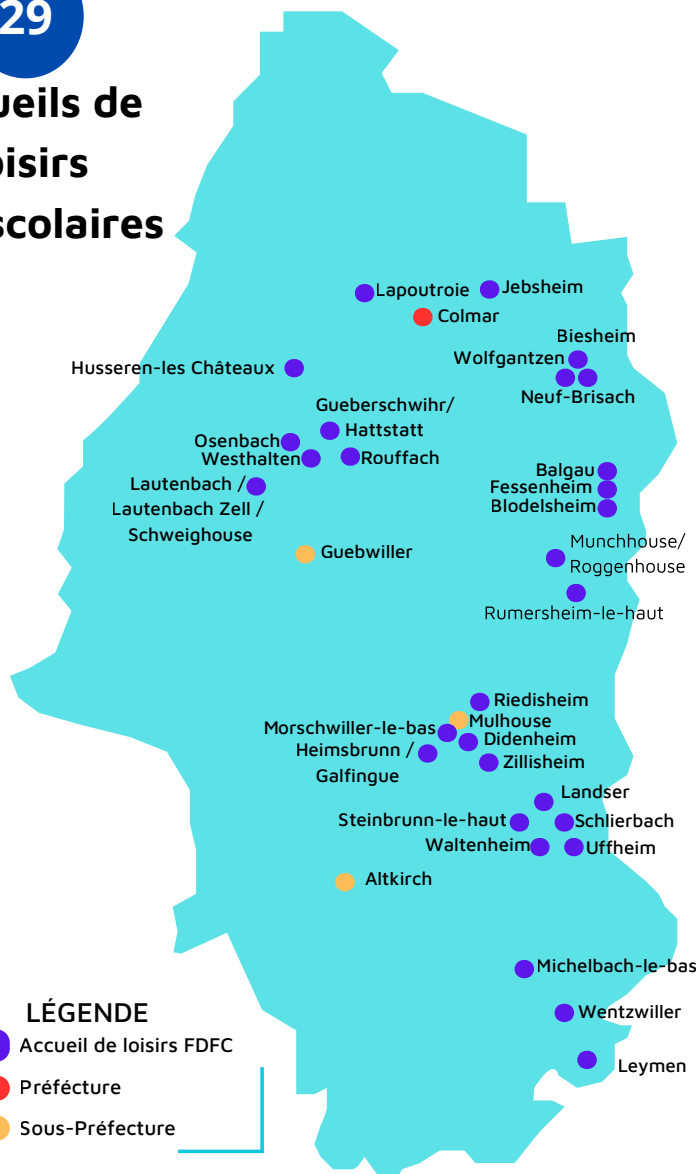 29
ueils de
oisirs
scolaires
Lapoutroie
Jebsheim
Colmar
Biesheim
Wolfgantzen
Husseren-les Châteaux
Neuf-Brisach
Gueberschwihr/
Hattstatt
Osenbach
Westhalten
Rouffach
Balgau
Lautenbach /
Lautenbach Zell /
Schweighouse
Fessenheim
Blodelsheim
Guebwiller
Munchhouse/
Roggenhouse
Rumersheim-le-haut
Riedisheim
Mulhouse
Morschwiller-le-bas
Didenheim
Heimsbrunn /
Galfingue
Zillisheim
Landser
Steinbrunn-le-haut
Schlierbach
Waltenheim
Uffheim
Altkirch
Michelbach-le-bas
Wentzwiller
Leymen
LÉGENDE
Accueil de loisirs FDFC
Préfécture
Sous-Préfecture